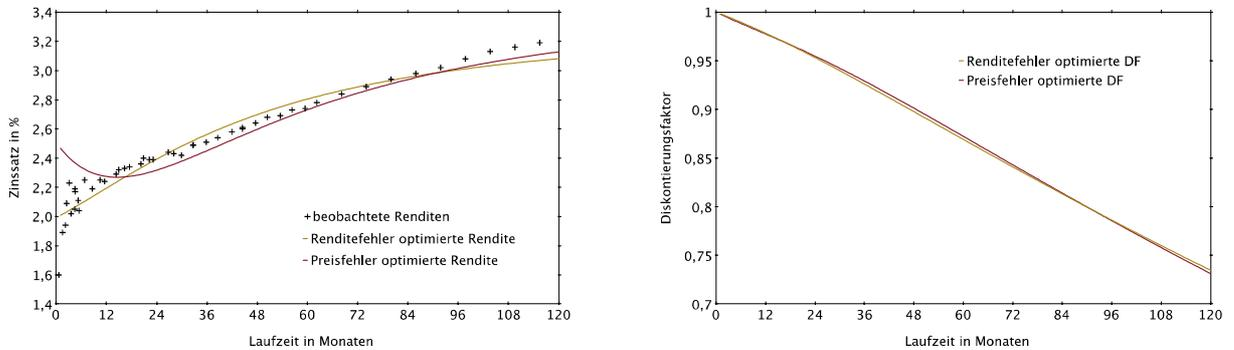 3,4
3,2
3,0
2,8
2,6
2,4
2,2
2,0
1,8
1,6
1,4
Zinssatz in %
beobachtete Renditen
Renditefehler optimierte Rendite
Preisfehler optimierte Rendite
0 12 24 36 48 60 72 84 96 108 120
Laufzeit in Monaten
1
0,95
0,9
0,85
0,8
0,75
0,7
Diskontierungsfaktor
Renditefehler optimierte DF
Preisfehler optimierte DF
0 12 24 36 48 60 72 84 96 108 120
Laufzeit in Monaten